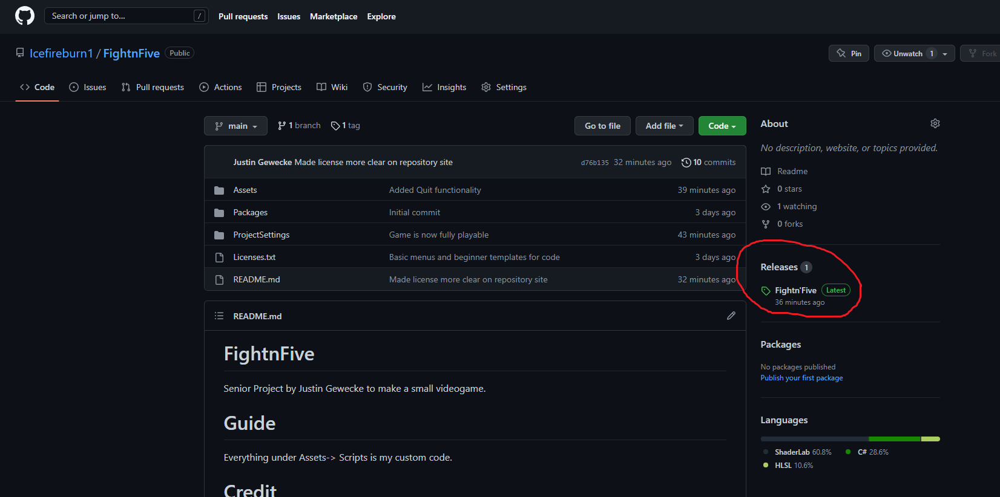 Search or jump to... /
Pull requests Issues Marketplace Explore
Icefireburn1 / FightnFive Public
Pin Unwatch 1 Fork
Code Issues Pull requests Actions Projects Wiki Security Insights Settings
main 1 branch 1 tag
Go to file Add file Code
Justin Gewecke Made license more clear on repository site d76b135 32 minutes ago 10 commits
Assets Added Quit functionality 39 minutes ago
Packages Initial commit 3 days ago
ProjectSettings Game is now fully playable 43 minutes ago
Licenses.txt Basic menus and beginner templates for code 3 days ago
README.md Made license more clear on repository site 32 minutes ago
README.md
FightnFive
Senior Project by Justin Gewecke to make a small videogame.
Guide
Everything under Assets-> Scripts is my custom code.
Credit
About
No description, website, or topics provided.
Readme
0 stars
1 watching
0 forks
Releases 1
Fightn'Five Latest
36 minutes ago
Packages
No packages published
Publish your first package
Languages
ShaderLab 60.8% C# 28.6%
HLSL 10.6%